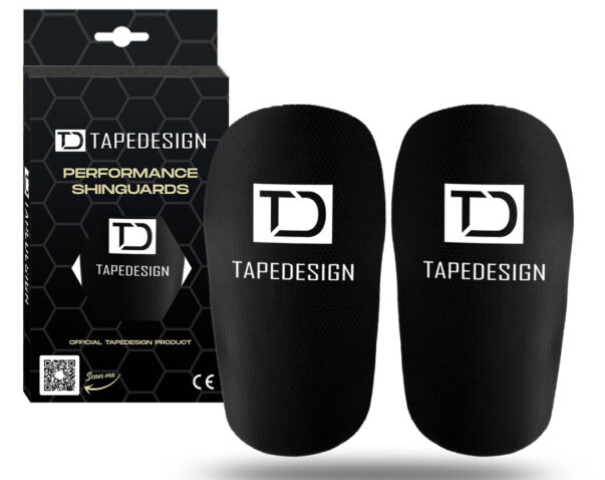 TD TAPEDESIGN
PERFORMANCE
SHINGUARDS
TD
TAPEDESIGN
OFFICIAL TAPEDESIGN PRODUCT
Scan me
CE
TD
TAPEDESIGN
TD
TAPEDESIGN